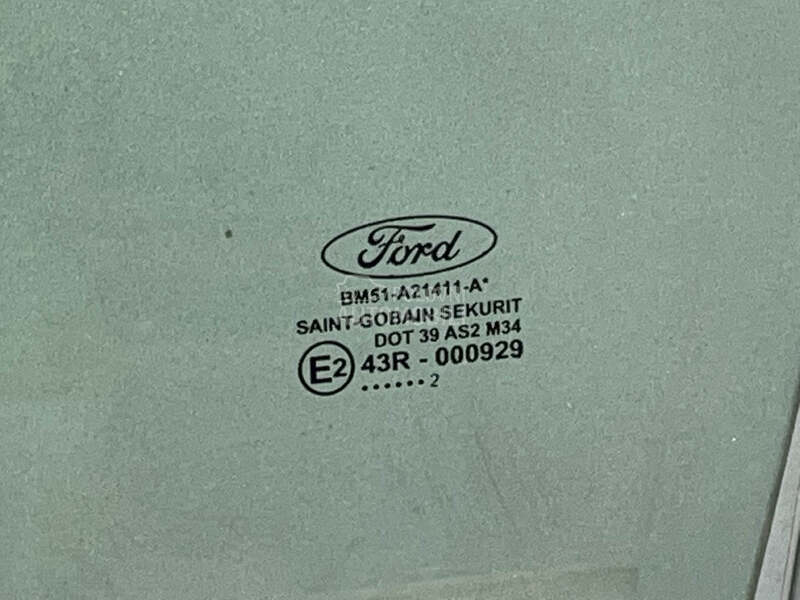 Ford
BM51-A21411-A*
SAINT-GOBAIN SEKURIT
DOT 39 AS2 M34
E2 43R - 000929
...... 2